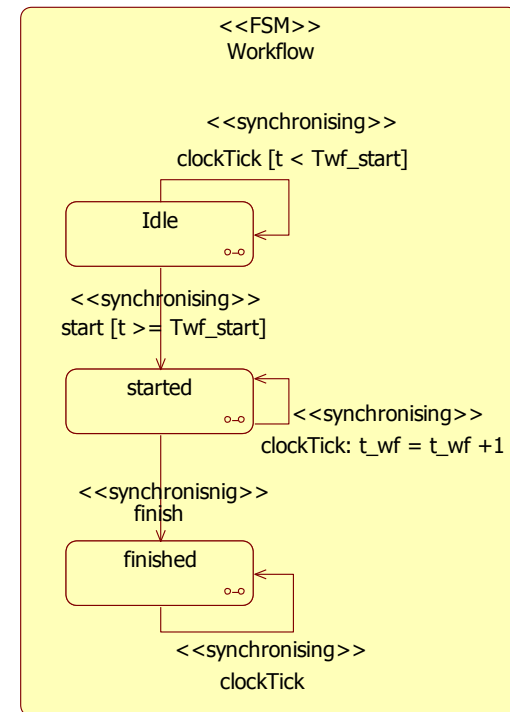 <<FSM>>
Workflow
<<synchronising>>
clockTick [t < Twf_start]
Idle
<<synchronising>>
start [t >= Twf_start]
started
<<synchronising>>
clockTick: t_wf = t_wf +1
<<synchronisnig>>
finish
finished
<<synchronising>>
clockTick